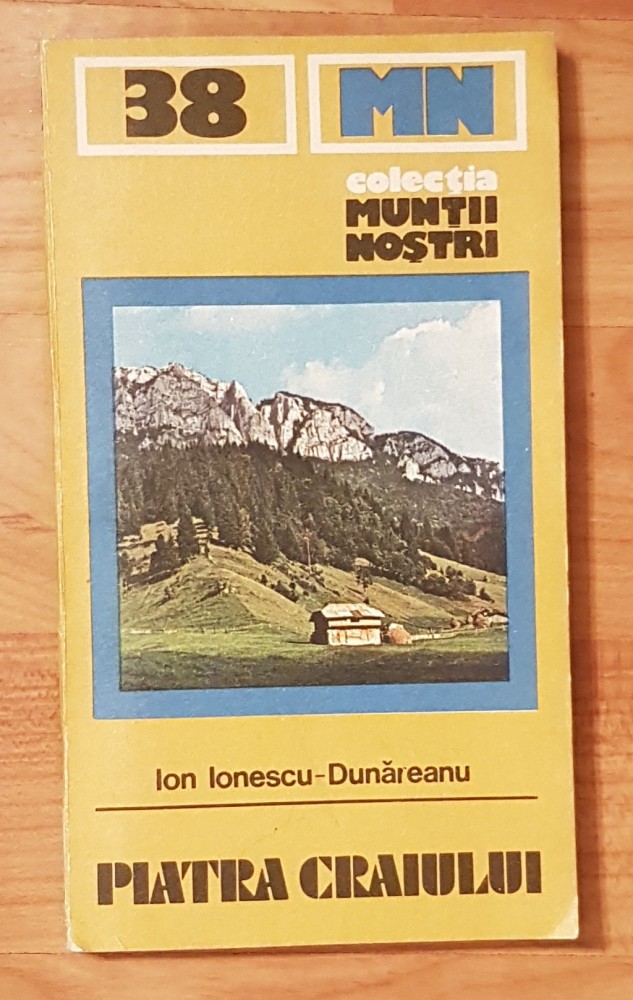 38
MN
colecția
MUNȚII
NOȘTRI
Ion Ionescu-Dunăreanu
PIATRA CRAIULUI